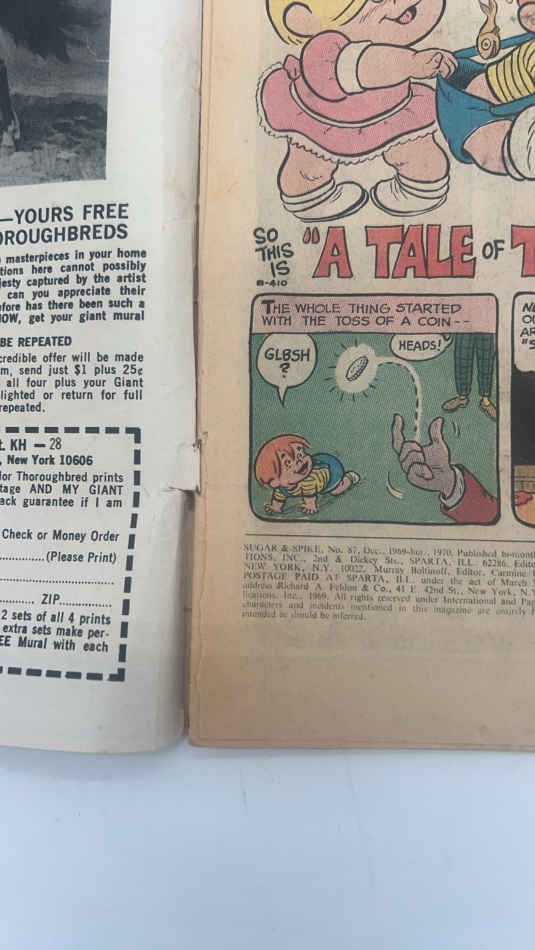 —YOURS FREE
OROUGHBREDS
masterpieces in your home
tions here cannot possibly
jesty captured by the artist
can you appreciate their
efore has there been such a
NOW, get your giant mural
BE REPEATED
credible offer will be made
m, send just $1 plus 25¢
all four plus your Giant
lighted or return for full
repeated.
t. KH — 28
, New York 10606
lor Thoroughbred prints
tage AND MY GIANT
ack guarantee if I am
Check or Money Order
(Please Print)
ZIP
2 sets of all 4 prints
extra sets make per-
EE Mural with each
SO
THIS
IS
"A TALE OF T
B-410
THE WHOLE THING STARTED
WITH THE TOSS OF A COIN--
GLBSH
?
HEADS!
SUGAR & SPIKE, No. 87, Dec., 1969-Jan., 1970. Published bi-month
TIONS, INC., 2nd & Dickey Sts., SPARTA, ILL. 62286. Edito
NEW YORK, N.Y. 10022. Murray Boltinoff, Editor. Carmine I
POSTAGE PAID AT SPARTA, ILL. under the act of March
address Richard A. Feldon & Co., 41 E. 42nd St., New York, N.Y
lications, Inc., 1969. All rights reserved under International and Pan
characters and incidents mentioned in this magazine are entirely
intended or should be inferred.